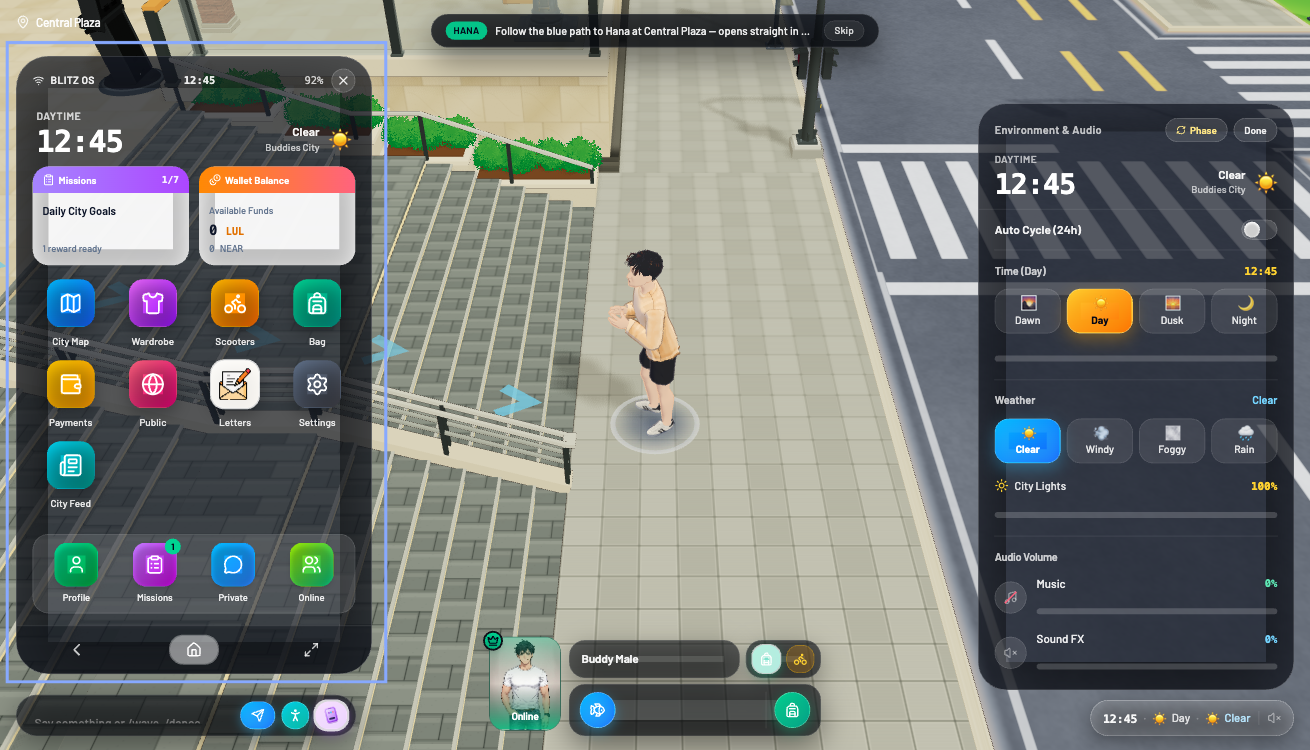 Central Plaza
HANA
Follow the blue path to Hana at Central Plaza – opens straight in ...
Skip
BLITZ OS
12:45
92%
DAYTIME
12:45
Clear
Buddies City
Missions
1/7
Daily City Goals
1 reward ready
Wallet Balance
Available Funds
0 LUL
0 NEAR
City Map
Wardrobe
Scooters
Bag
Payments
Public
Letters
Settings
City Feed
1
Profile
Missions
Private
Online
Say something or /wave, /dance
Online
Buddy Male
Environment & Audio
Phase
Done
DAYTIME
12:45
Clear
Buddies City
Auto Cycle (24h)
Time (Day)
12:45
Dawn
Day
Dusk
Night
Weather
Clear
Clear
Windy
Foggy
Rain
City Lights
100%
Audio Volume
Music
0%
Sound FX
0%
12:45 · Day · Clear